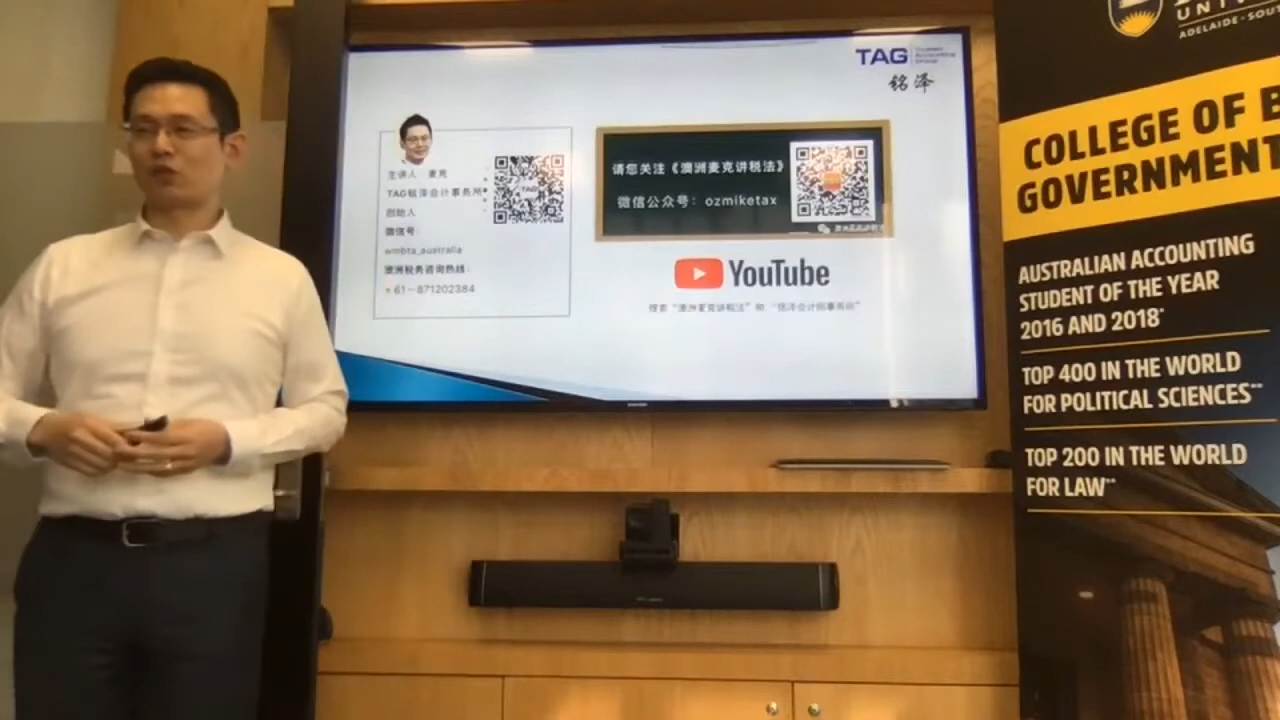 TAG
Trusted
Accounting
Group
铭泽
主讲人 麦克
TAG铭泽会计事务所
创始人
微信号
wmbta_australia
澳洲税务咨询热线:
+61-871202384
TAG
请您关注《澳洲麦克讲税法》
微信公众号: ozmiketax
YouTube
搜索“澳洲麦克讲税法”和“铭泽会计师事务所”
ADELAIDE · SOU
COLLEGE OF B
GOVERNMENT
AUSTRALIAN ACCOUNTING
STUDENT OF THE YEAR
2016 AND 2018*
TOP 400 IN THE WORLD
FOR POLITICAL SCIENCES**
TOP 200 IN THE WORLD
FOR LAW**